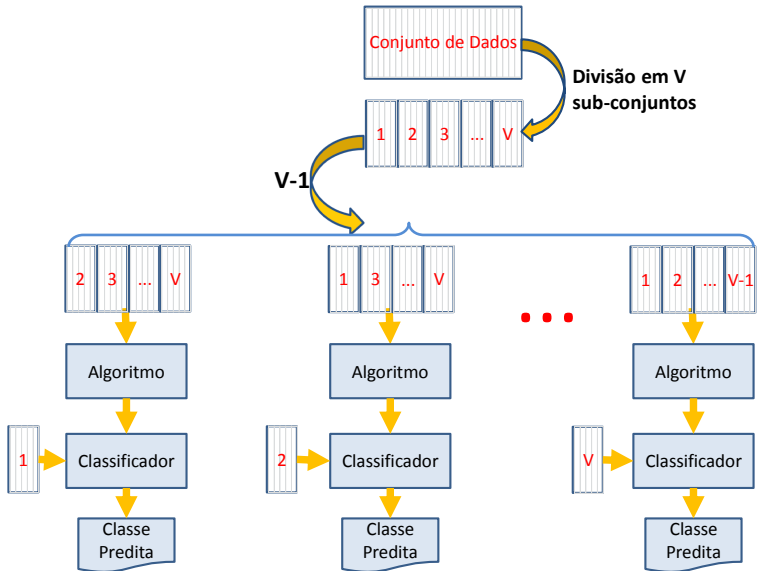 Conjunto de Dados
Divisão em V
sub-conjuntos
1 2 3 ... V
V-1
2 3 ... V
1 3 ... V
1 2 ... V-1
...
Algoritmo
Algoritmo
Algoritmo
1
Classificador
2
Classificador
V
Classificador
Classe
Predita
Classe
Predita
Classe
Predita